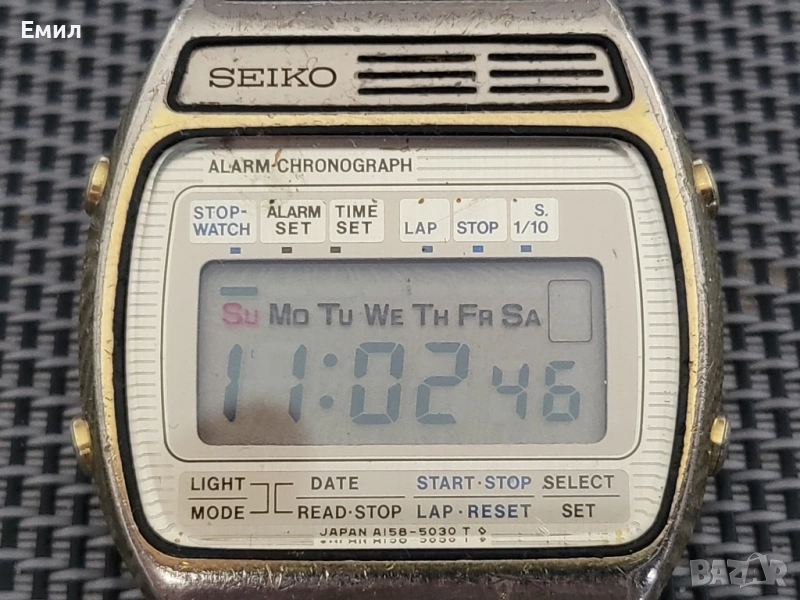 Емил
SEIKO
ALARM-CHRONOGRAPH
STOP-WATCH ALARM SET TIME SET LAP STOP S. 1/10
SU MO TU WE TH FR SA
11:02 46
LIGHT DATE START·STOP SELECT
MODE READ·STOP LAP·RESET SET
JAPAN A158-5030 T
BAZAR